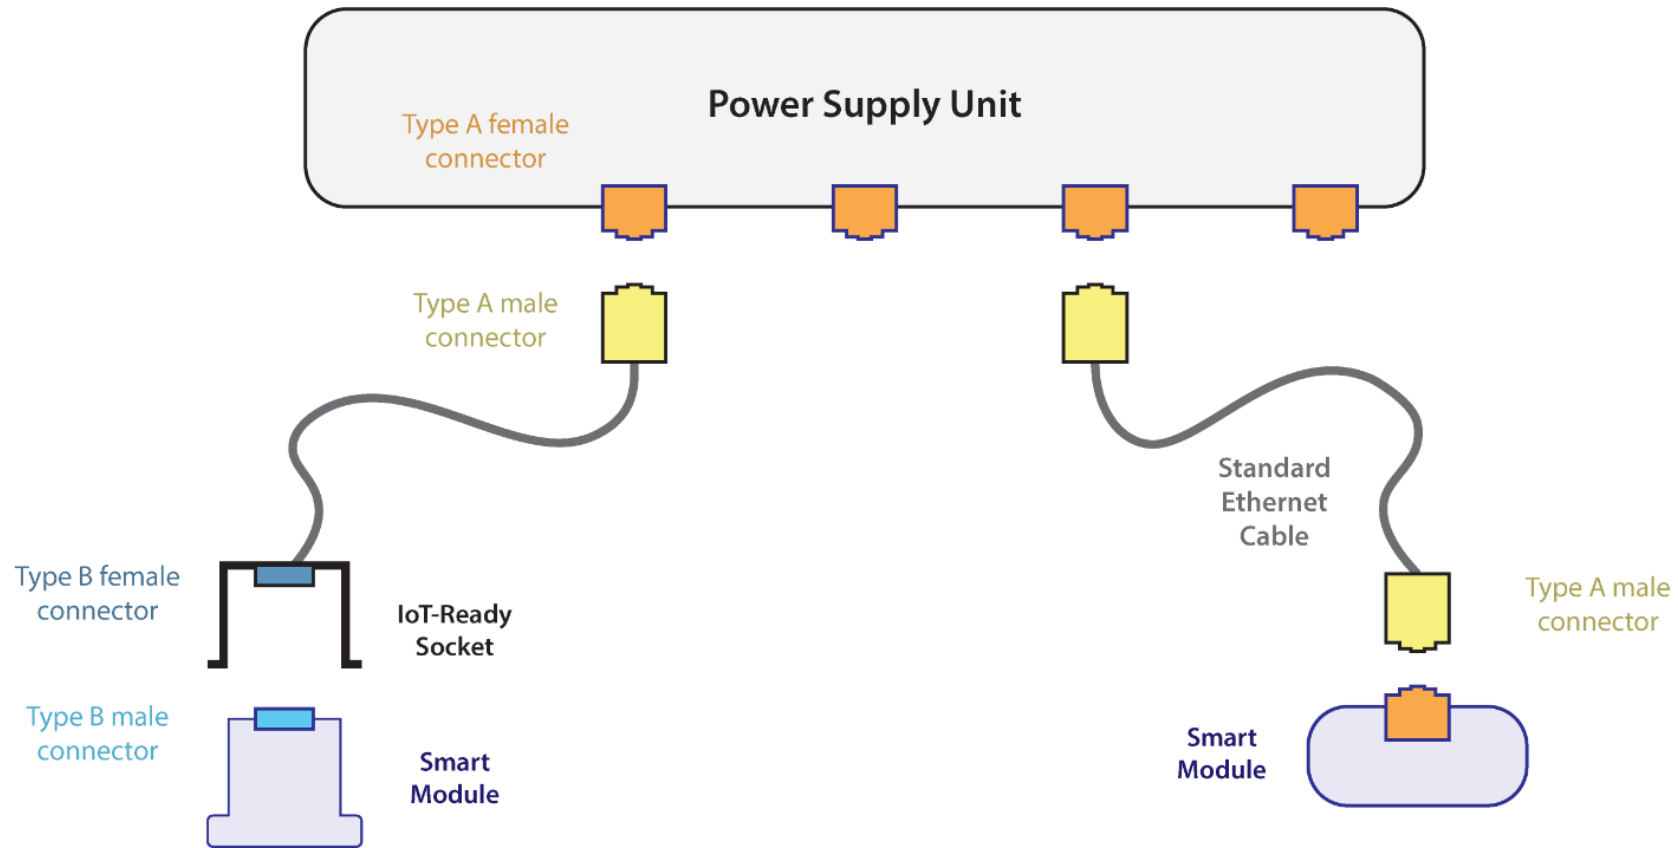 Power Supply Unit
Type A female
connector
Type A male
connector
Standard
Ethernet
Cable
Type B female
connector
IoT-Ready
Socket
Type A male
connector
Type B male
connector
Smart
Module
Smart
Module